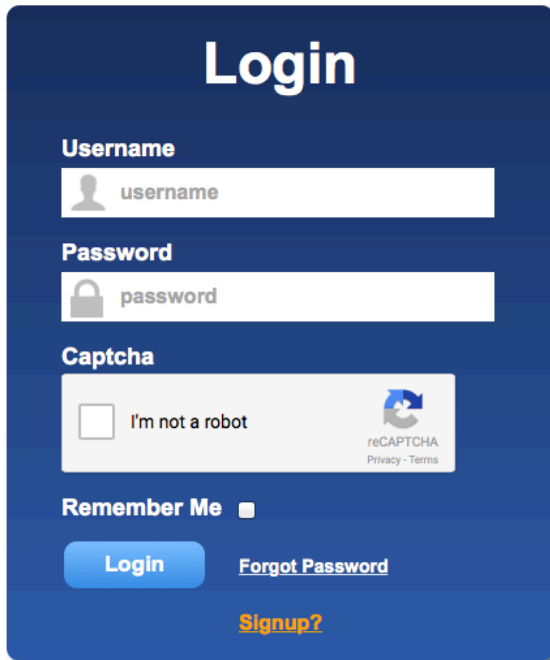 Login
Username
username
Password
password
Captcha
I'm not a robot
reCAPTCHA
Privacy - Terms
Remember Me
Login Forgot Password
Signup?